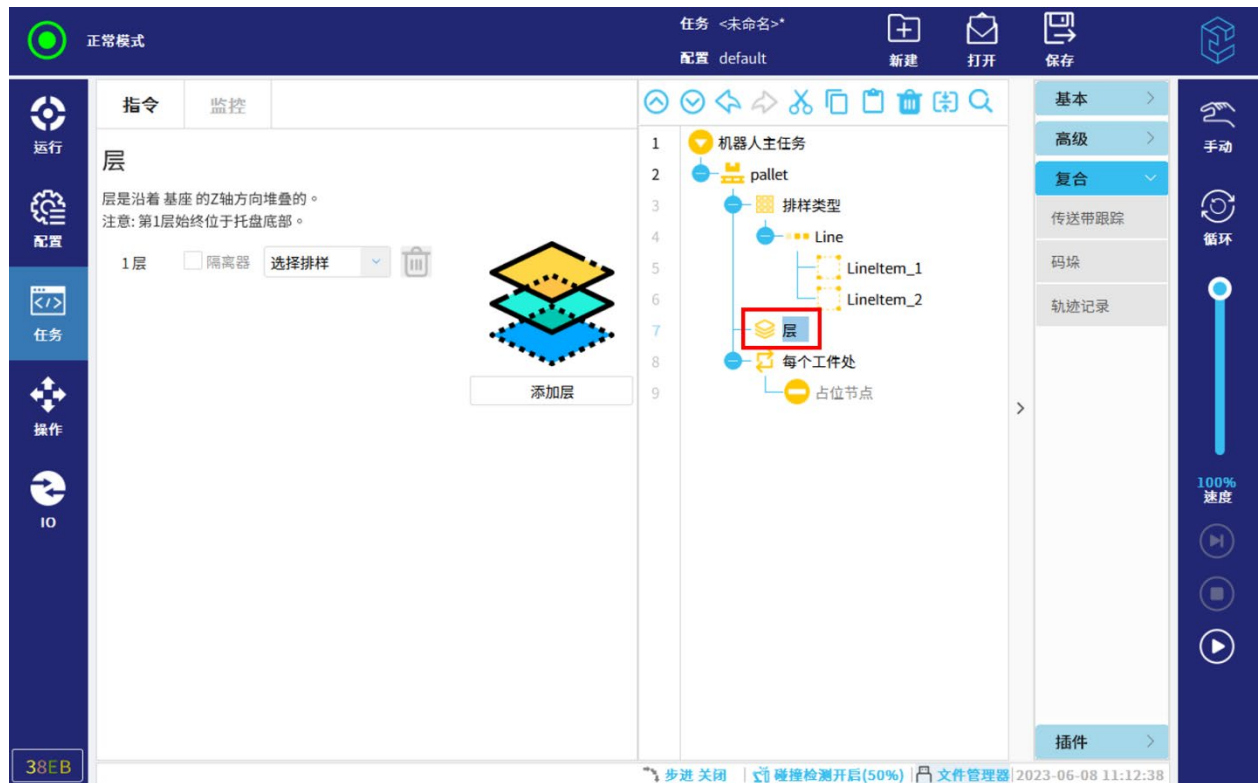 正常模式
任务 <未命名>*
配置 default
新建
打开
保存
运行
配置
任务
操作
IO
38EB
指令
监控
层
层是沿着 基座 的Z轴方向堆叠的。
注意: 第1层始终位于托盘底部。
1 层 隔离器 选择排样
添加层
1 机器人主任务
2 pallet
3 排样类型
4 Line
5 LineItem_1
6 LineItem_2
7 层
8 每个工件处
9 占位节点
基本
高级
复合
传送带跟踪
码垛
轨迹记录
插件
手动
循环
100%
速度
步进 关闭 碰撞检测开启(50%) 文件管理器 2023-06-08 11:12:38